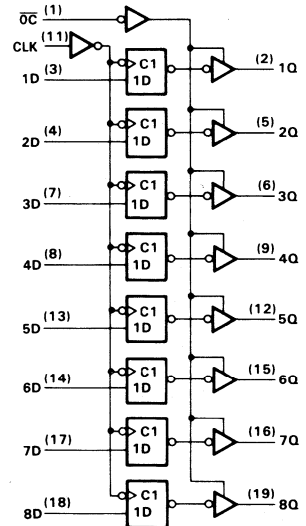 OC (1)
CLK (11)
1D (3) C1 1D (2) 1Q
2D (4) C1 1D (5) 2Q
3D (7) C1 1D (6) 3Q
4D (8) C1 1D (9) 4Q
5D (13) C1 1D (12) 5Q
6D (14) C1 1D (15) 6Q
7D (17) C1 1D (16) 7Q
8D (18) C1 1D (19) 8Q